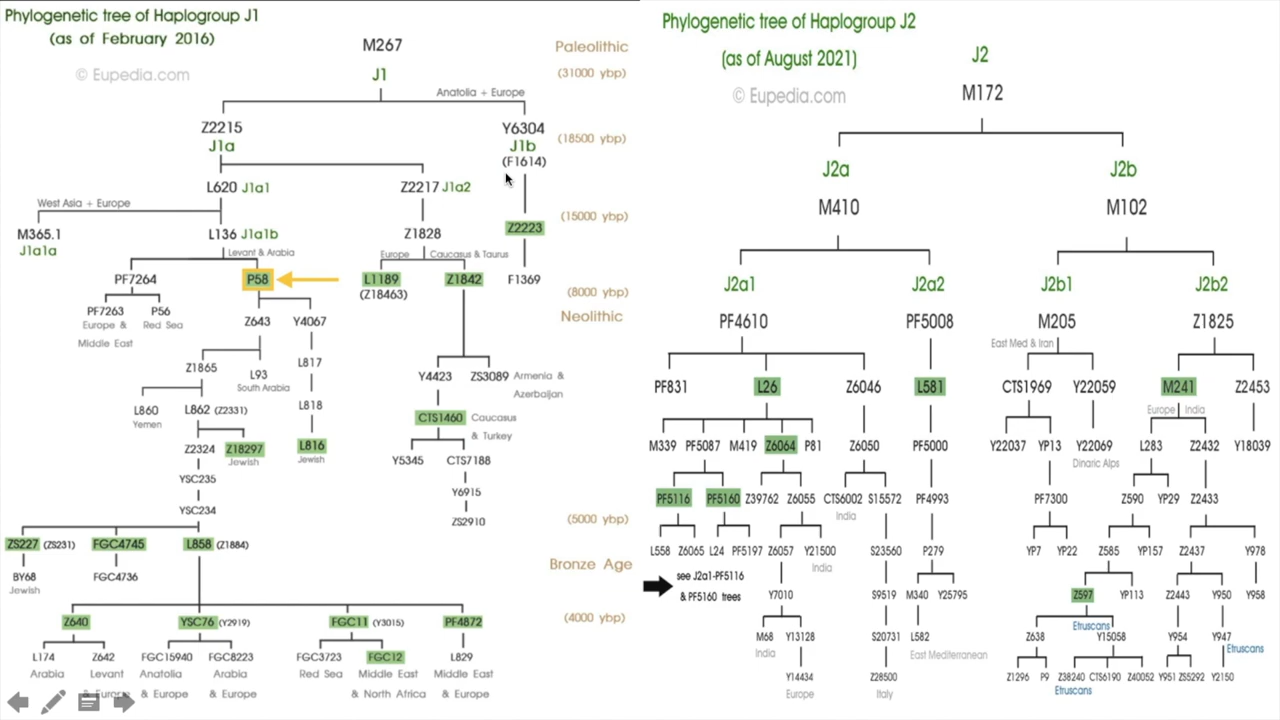 Phylogenetic tree of Haplogroup J1
(as of February 2016)
© Eupedia.com
M267
J1
Paleolithic
(31000 ybp)
Anatolia + Europe
Z2215
J1a
Y6304
J1b
(F1614)
(18500 ybp)
L620 J1a1
Z2217 J1a2
West Asia + Europe
(15000 ybp)
M365.1
J1a1a
L136 J1a1b
Z1828
Z2223
Levant & Arabia
Europe
Caucasus & Taurus
PF7264
P58
L1189
(Z18463)
Z1842
F1369
(8000 ybp)
PF7263
Europe &
Middle East
P56
Red Sea
Z643
Y4067
Neolithic
Z1865
L93
South Arabia
L817
Y4423
ZS3089
Armenia &
Azerbaijan
L860
Yemen
L862 (Z2331)
L818
CTS1460
Caucasus
& Turkey
Z2324
Z18297
Jewish
L816
Jewish
Y5345
CTS7188
YSC235
Y6915
YSC234
ZS2910
(5000 ybp)
ZS227 (ZS231)
FGC4745
L858 (Z1884)
Bronze Age
BY68
Jewish
FGC4736
Z640
YSC76 (Y2919)
FGC11 (Y3015)
PF4872
(4000 ybp)
L174
Arabia
Z642
Levant
& Europe
FGC15940
Anatolia
& Europe
FGC8223
Arabia
& Europe
FGC3723
Red Sea
FGC12
Middle East
& North Africa
L829
Middle East
& Europe
Phylogenetic tree of Haplogroup J2
(as of August 2021)
© Eupedia.com
J2
M172
J2a
J2b
M410
M102
J2a1
J2a2
J2b1
J2b2
PF4610
PF5008
M205
Z1825
East Med & Iran
PF831
L26
Z6046
L581
CTS1969
Y22059
M241
Z2453
Europe
India
M339
PF5087
M419
Z6064
P81
Z6050
PF5000
Y22037
YP13
Y22069
Dinaric Alps
L283
Z2432
Y18039
PF5116
PF5160
Z39762
Y6055
CTS6002
India
S15572
PF4993
PF7300
Z590
YP29
Z2433
L558
Z6065
L24
PF5197
Z6057
Y21500
India
S23560
P279
YP7
YP22
Z585
YP157
Z2437
Y978
see J2a1-PF5116
& PF5160 trees
Y7010
S9519
M340
Y25795
Z597
YP113
Z2443
Y950
Y958
Etruscans
M68
India
Y13128
S20731
L582
East Mediterranean
Z638
Y15058
Y954
Y947
Etruscans
Y14434
Europe
Z28500
Italy
Z1296
P9
Z38240
CTS6190
Z40052
Y951
ZS5292
Y2150
Etruscans